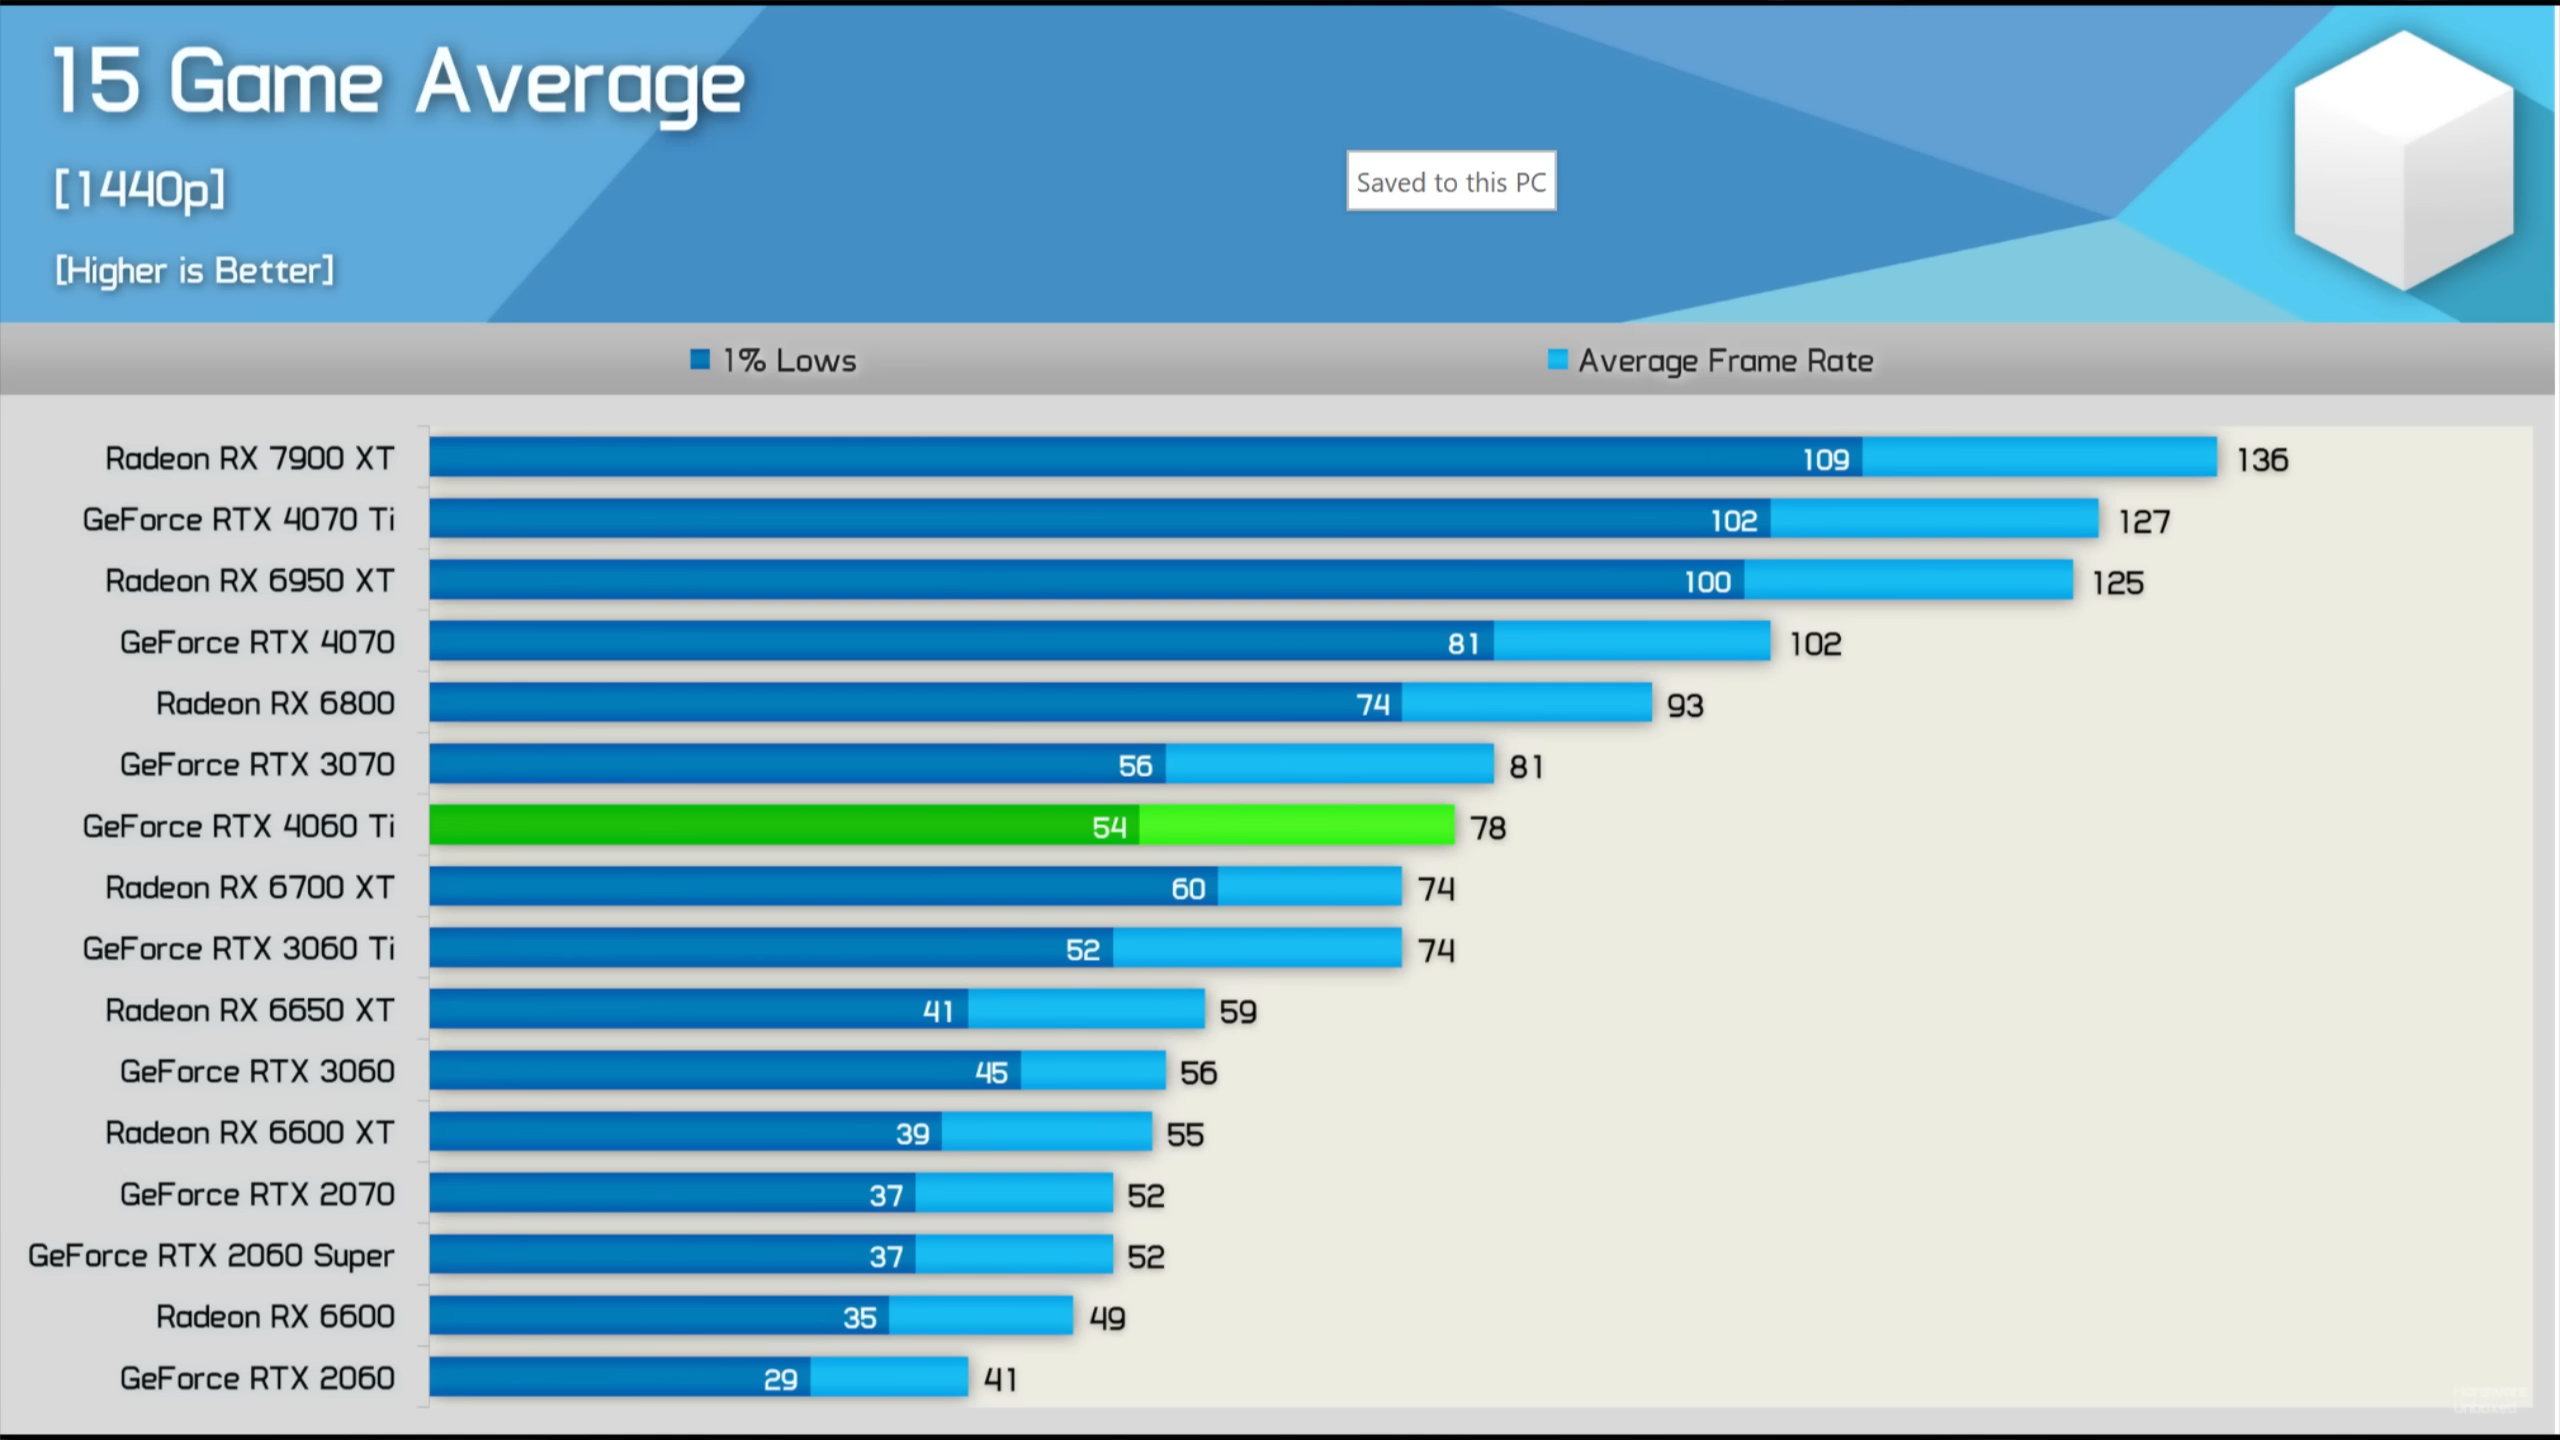 15 Game Average
[1440p]
Saved to this PC
[Higher is Better]
1% Lows Average Frame Rate
Radeon RX 7900 XT 109 136
GeForce RTX 4070 Ti 102 127
Radeon RX 6950 XT 100 125
GeForce RTX 4070 81 102
Radeon RX 6800 74 93
GeForce RTX 3070 56 81
GeForce RTX 4060 Ti 54 78
Radeon RX 6700 XT 60 74
GeForce RTX 3060 Ti 52 74
Radeon RX 6650 XT 41 59
GeForce RTX 3060 45 56
Radeon RX 6600 XT 39 55
GeForce RTX 2070 37 52
GeForce RTX 2060 Super 37 52
Radeon RX 6600 35 49
GeForce RTX 2060 29 41
Hardware
Unboxed